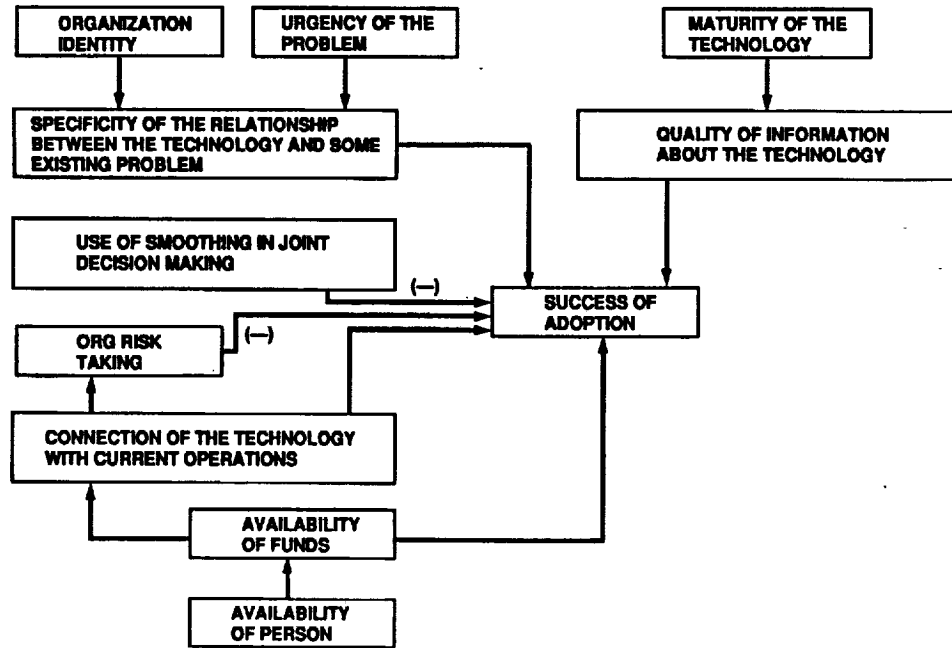 ORGANIZATION
IDENTITY
URGENCY OF THE
PROBLEM
MATURITY OF THE
TECHNOLOGY
SPECIFICITY OF THE RELATIONSHIP
BETWEEN THE TECHNOLOGY AND SOME
EXISTING PROBLEM
QUALITY OF INFORMATION
ABOUT THE TECHNOLOGY
USE OF SMOOTHING IN JOINT
DECISION MAKING
(—)
SUCCESS OF
ADOPTION
ORG RISK
TAKING
(—)
CONNECTION OF THE TECHNOLOGY
WITH CURRENT OPERATIONS
AVAILABILITY
OF FUNDS
AVAILABILITY
OF PERSON